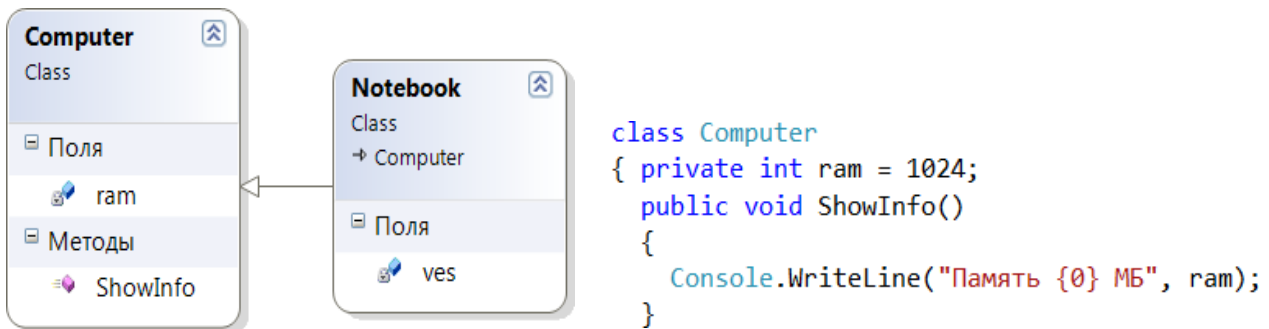 Computer
Class
Поля
ram
Методы
ShowInfo
Notebook
Class
Computer
Поля
ves
class Computer
{ private int ram = 1024;
public void ShowInfo()
{
Console.WriteLine("Память {0} МБ", ram);
}